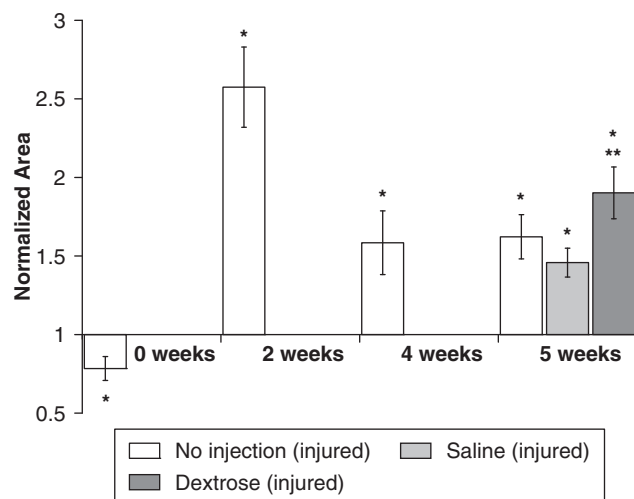 3
2.5
2
1.5
1
0.5
Normalized Area
*
*
*
*
*
*
**
0 weeks
2 weeks
4 weeks
5 weeks
No injection (injured)
Saline (injured)
Dextrose (injured)